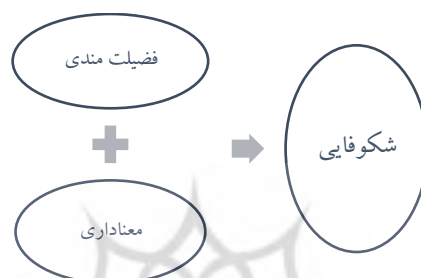 فضیلت مندی
معناداری
شکوفایی